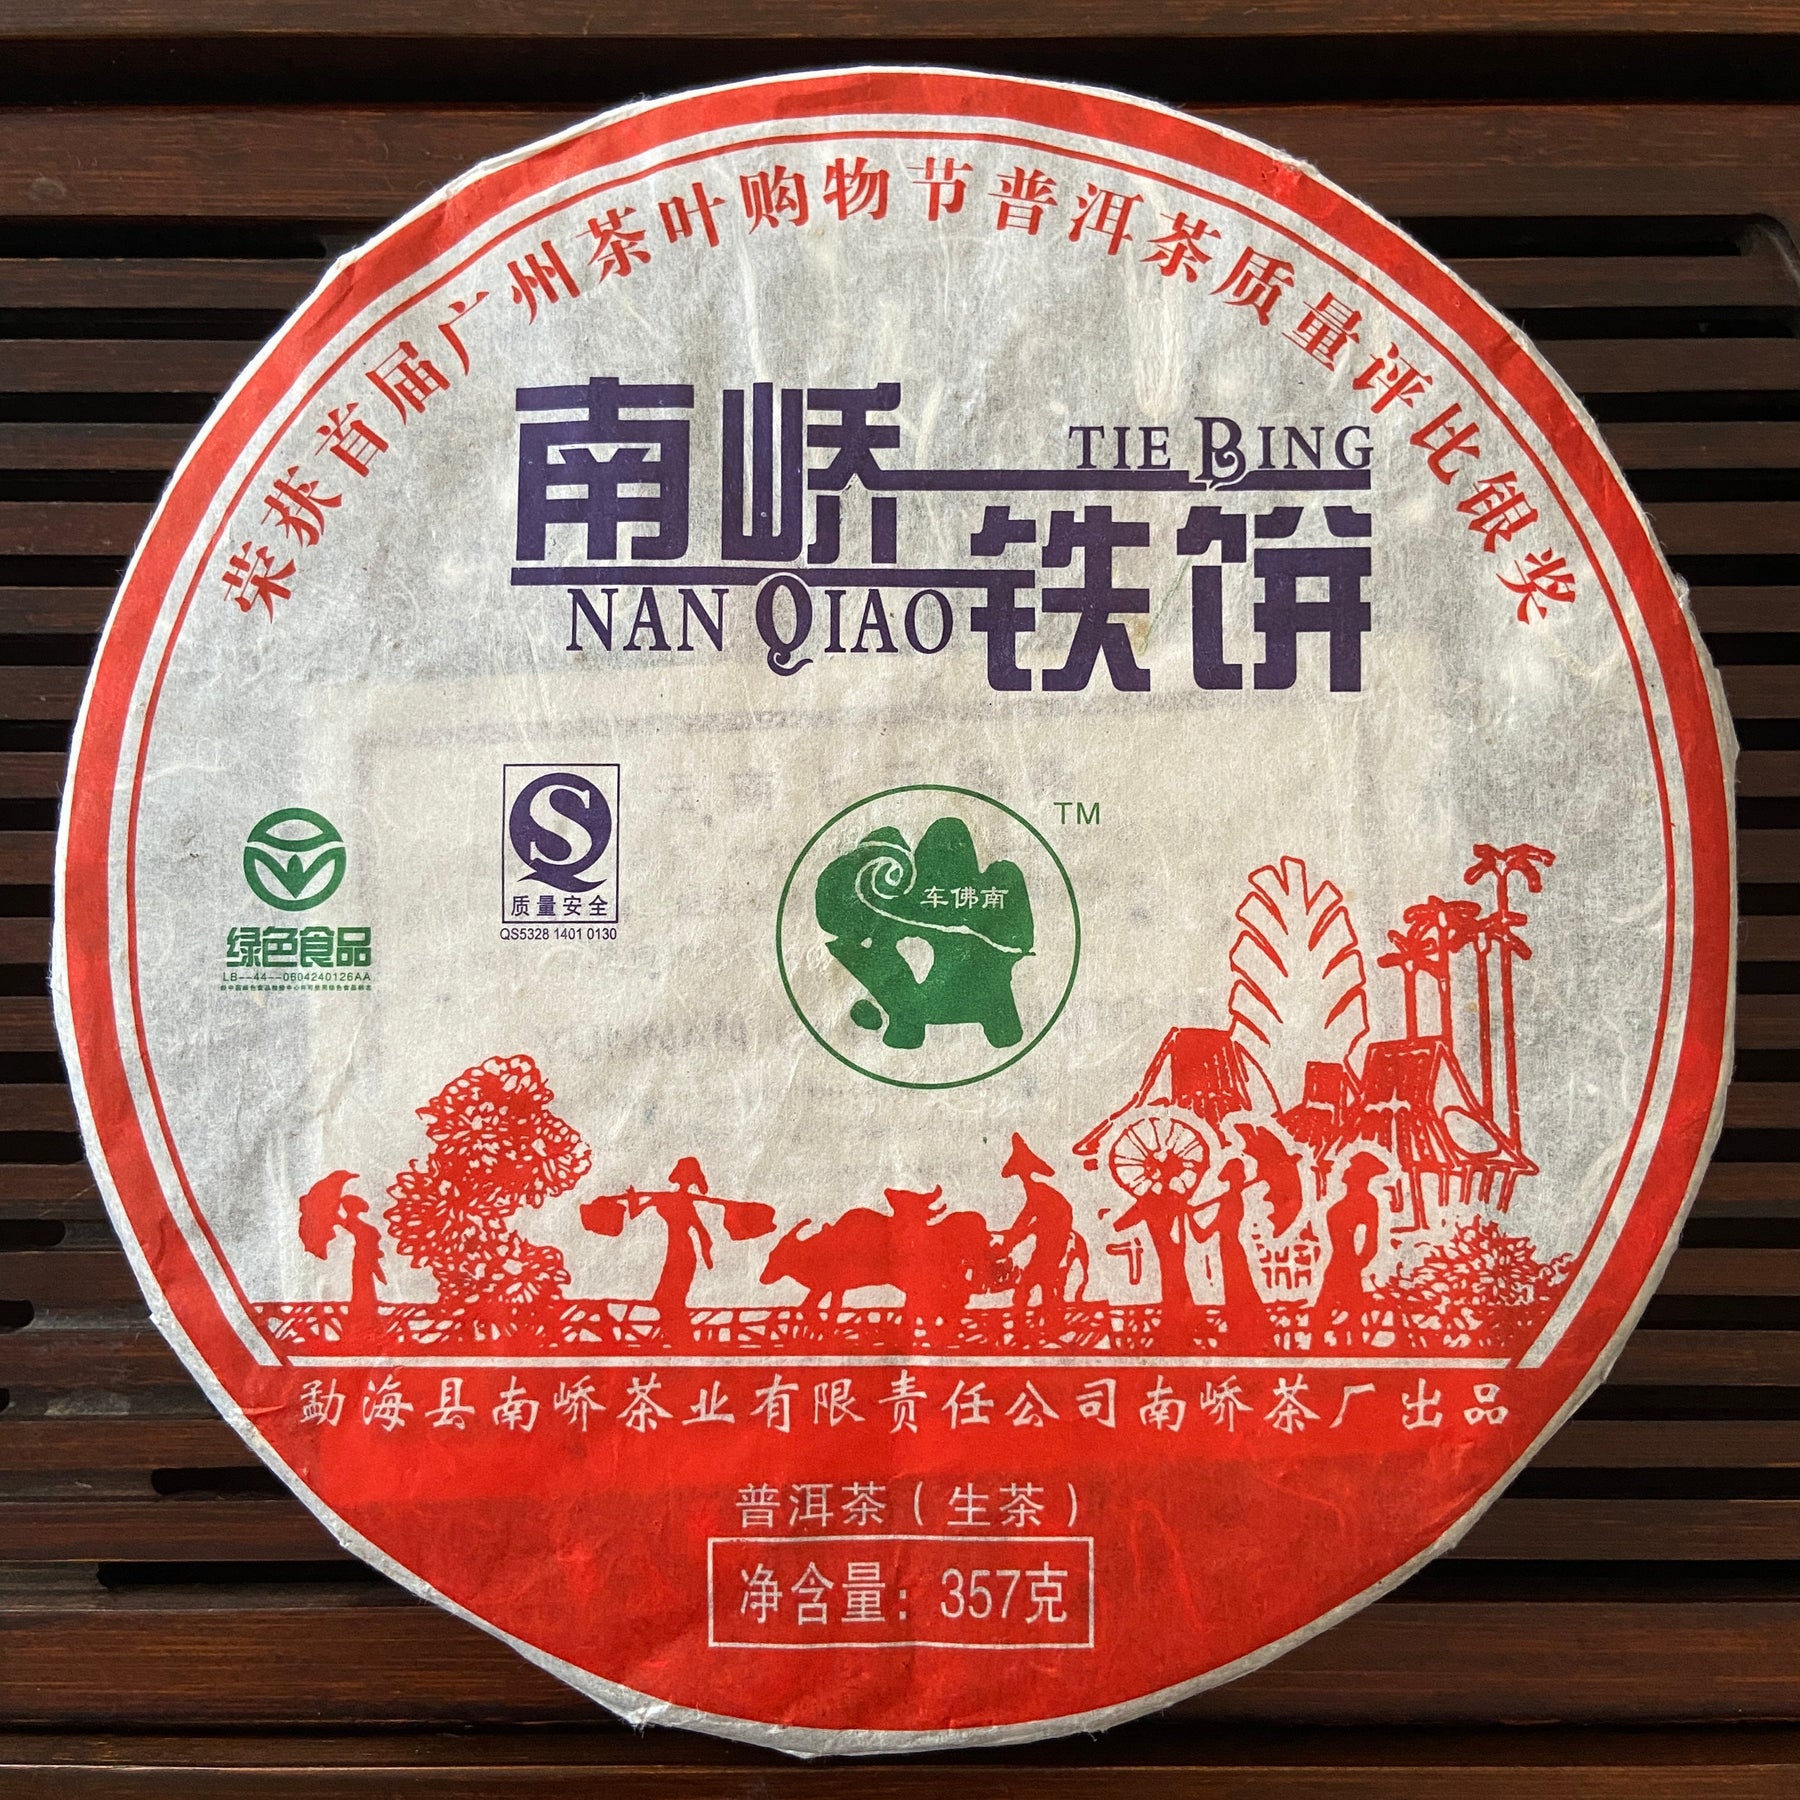 荣获首届广州茶叶购物节普洱茶质量评比银奖
南峤
TIE BING
NAN QIAO
铁饼
质量安全
QS5328 1401 0130
TM
车佛南
绿色食品
LB--44--0604240126AA
勐海县南峤茶业有限责任公司南峤茶厂出品
普洱茶(生茶)
净含量:357克